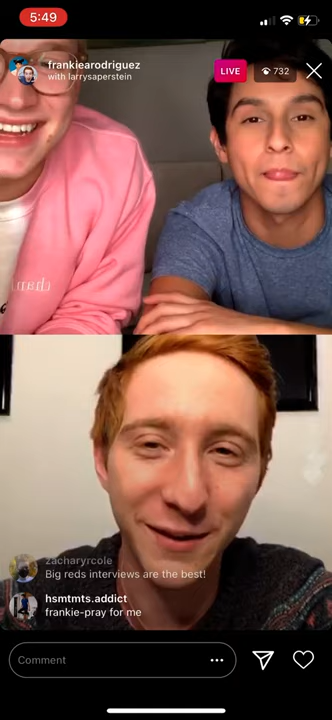 5:49
frankiearodriguez
with larrysaperstein
LIVE
732
zacharyrcole
Big reds interviews are the best!
hsmtmts.addict
frankie-pray for me
Comment